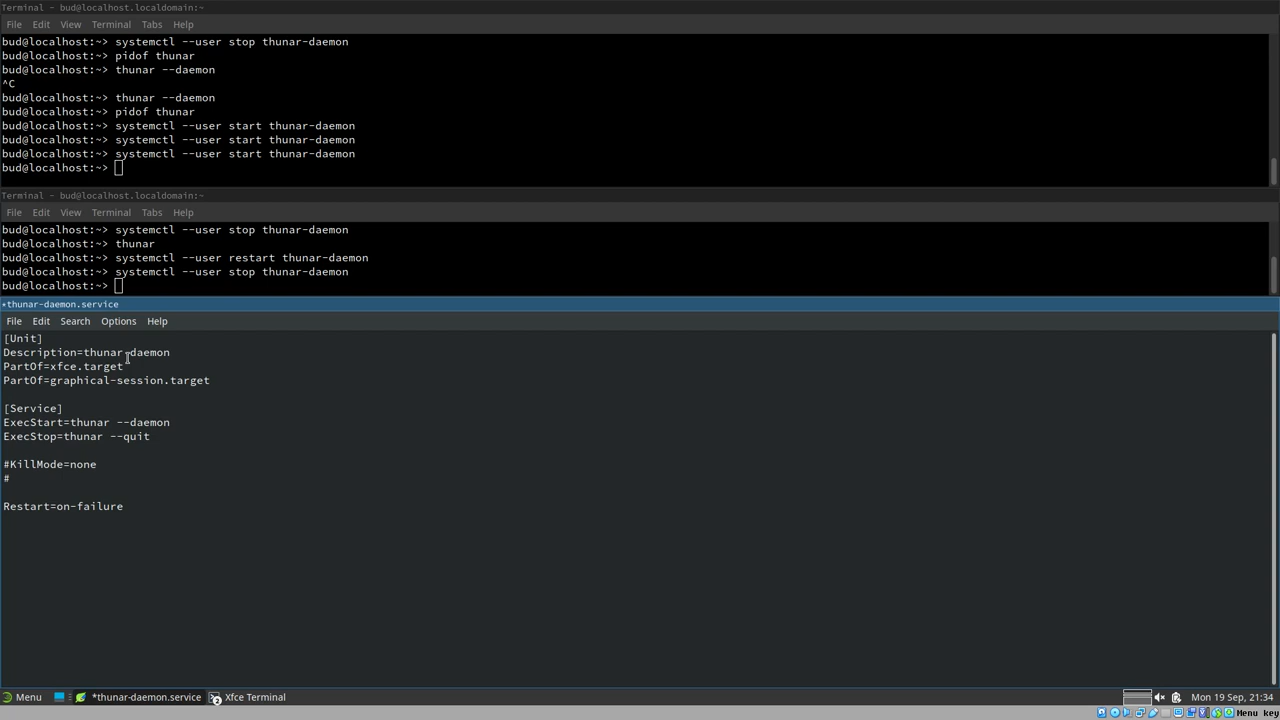 Terminal - bud@localhost.localdomain:~
File Edit View Terminal Tabs Help
bud@localhost:~> systemctl --user stop thunar-daemon
bud@localhost:~> pidof thunar
bud@localhost:~> thunar --daemon
^C
bud@localhost:~> thunar --daemon
bud@localhost:~> pidof thunar
bud@localhost:~> systemctl --user start thunar-daemon
bud@localhost:~> systemctl --user start thunar-daemon
bud@localhost:~> systemctl --user start thunar-daemon
bud@localhost:~>
Terminal - bud@localhost.localdomain:~
File Edit View Terminal Tabs Help
bud@localhost:~> systemctl --user stop thunar-daemon
bud@localhost:~> thunar
bud@localhost:~> systemctl --user restart thunar-daemon
bud@localhost:~> systemctl --user stop thunar-daemon
bud@localhost:~>
*thunar-daemon.service
File Edit Search Options Help
[Unit]
Description=thunar-daemon
PartOf=xfce.target
PartOf=graphical-session.target
[Service]
ExecStart=thunar --daemon
ExecStop=thunar --quit
#KillMode=none
#
Restart=on-failure
Menu *thunar-daemon.service 2 Xfce Terminal Mon 19 Sep, 21:34
Menu key